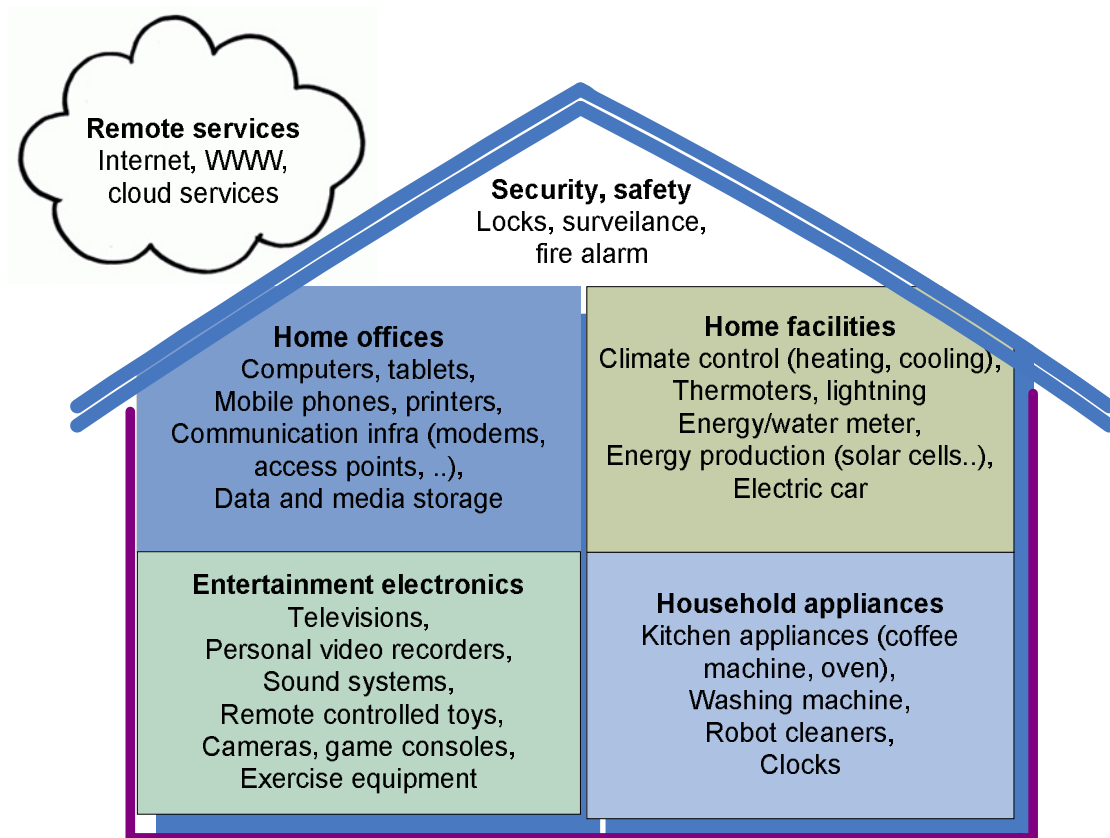 Remote services
Internet, WWW,
cloud services
Security, safety
Locks, surveilance,
fire alarm
Home offices
Computers, tablets,
Mobile phones, printers,
Communication infra (modems,
access points, ..),
Data and media storage
Home facilities
Climate control (heating, cooling),
Thermoters, lightning
Energy/water meter,
Energy production (solar cells..),
Electric car
Entertainment electronics
Televisions,
Personal video recorders,
Sound systems,
Remote controlled toys,
Cameras, game consoles,
Exercise equipment
Household appliances
Kitchen appliances (coffee
machine, oven),
Washing machine,
Robot cleaners,
Clocks